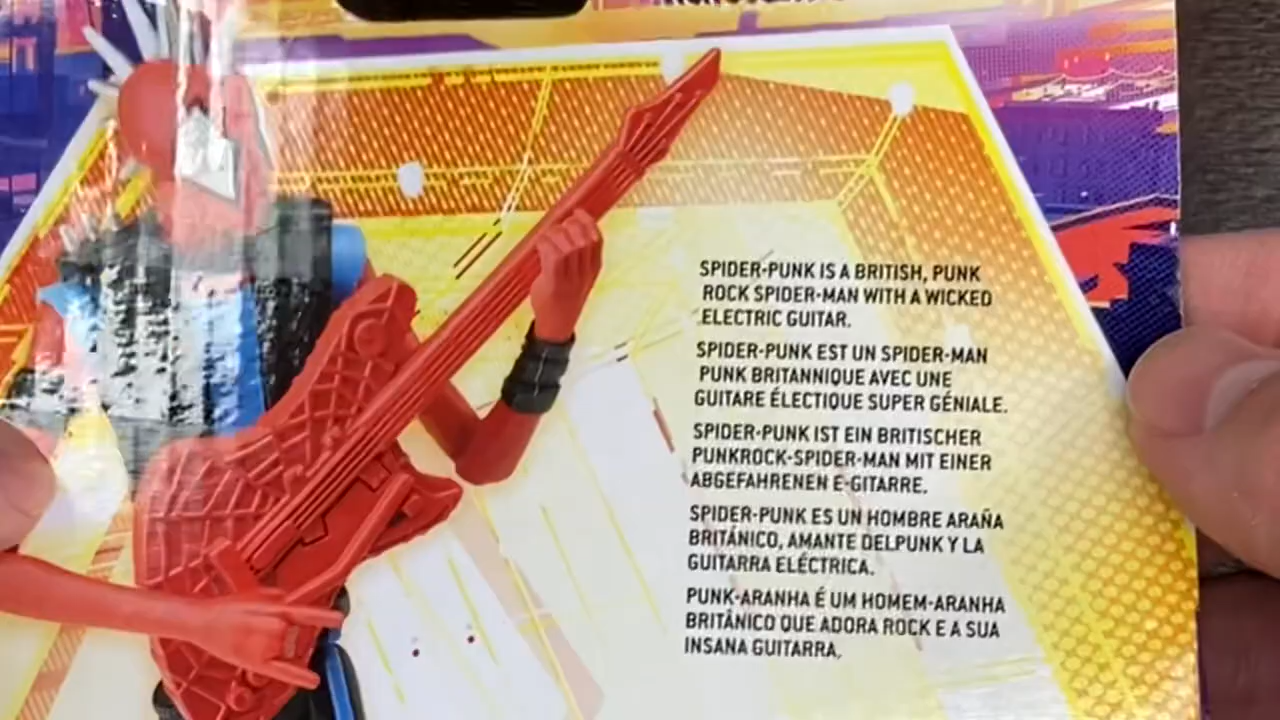 SPIDER-PUNK IS A BRITISH, PUNK
ROCK SPIDER-MAN WITH A WICKED
ELECTRIC GUITAR.
SPIDER-PUNK EST UN SPIDER-MAN
PUNK BRITANNIQUE AVEC UNE
GUITARE ÉLECTIQUE SUPER GÉNIALE.
SPIDER-PUNK IST EIN BRITISCHER
PUNKROCK-SPIDER-MAN MIT EINER
ABGEFAHRENEN E-GITARRE.
SPIDER-PUNK ES UN HOMBRE ARAÑA
BRITÁNICO, AMANTE DELPUNK Y LA
GUITARRA ELÉCTRICA.
PUNK-ARANHA É UM HOMEM-ARANHA
BRITÂNICO QUE ADORA ROCK E A SUA
INSANA GUITARRA.